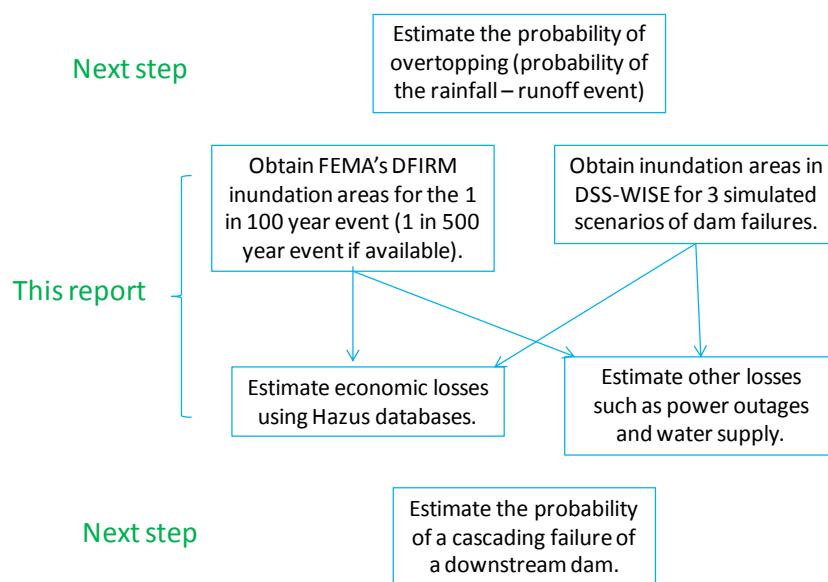 Next step
Estimate the probability of
overtopping (probability of
the rainfall – runoff event)
This report
Obtain FEMA's DFIRM
inundation areas for the 1
in 100 year event (1 in 500
year event if available).
Obtain inundation areas in
DSS-WISE for 3 simulated
scenarios of dam failures.
Estimate economic losses
using Hazus databases.
Estimate other losses
such as power outages
and water supply.
Next step
Estimate the probability
of a cascading failure of
a downstream dam.